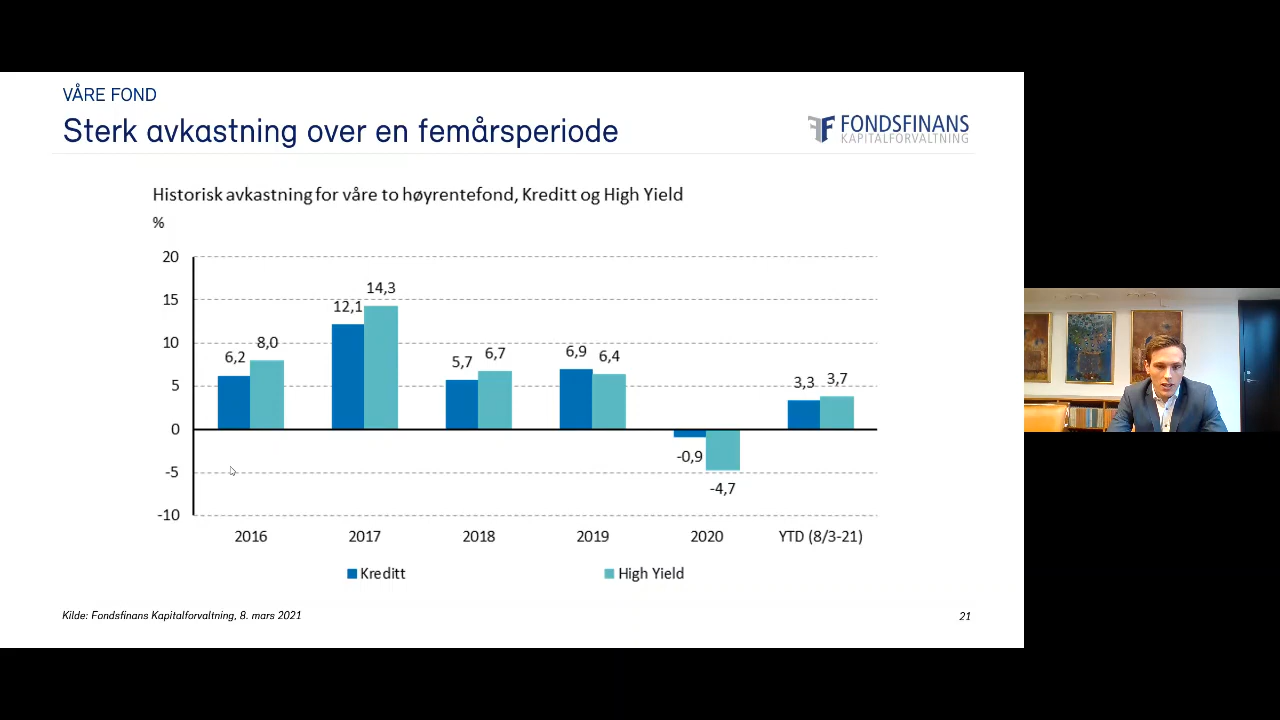 VÅRE FOND
Sterk avkastning over en femårsperiode
FONDSFINANS
KAPITALFORVALTNING
Historisk avkastning for våre to høyrentefond, Kreditt og High Yield
%
20
15
10
5
0
-5
-10
6,2
8,0
12,1
14,3
5,7
6,7
6,9
6,4
-0,9
-4,7
3,3
3,7
2016
2017
2018
2019
2020
YTD (8/3-21)
Kreditt
High Yield
Kilde: Fondsfinans Kapitalforvaltning, 8. mars 2021
21